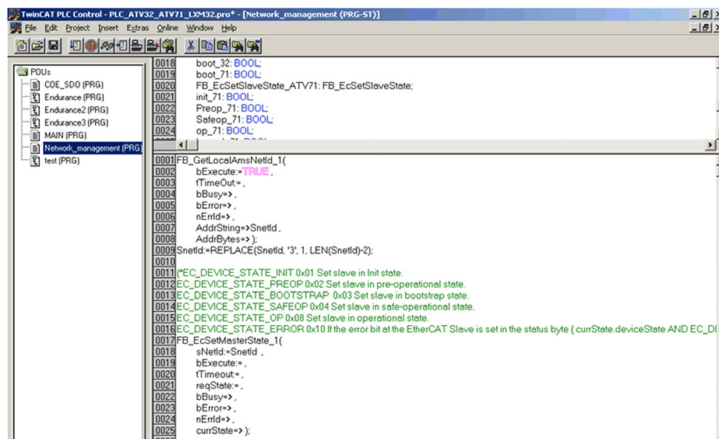 TwinCAT PLC Control - PLC_ATV32_ATV71_LXM32.pro* - [Network_management (PRG-ST)]
File Edit Project Insert Extras Online Window Help
POUs
COE_SDO (PRG)
Endurance (PRG)
Endurance2 (PRG)
Endurance3 (PRG)
MAIN (PRG)
Network_management (PRG
test (PRG)
0018 boot_32: BOOL;
0019 boot_71: BOOL;
0020 FB_EcSetSlaveState_ATV71: FB_EcSetSlaveState;
0021 init_71: BOOL;
0022 Preop_71: BOOL;
0023 Safeop_71: BOOL;
0024 op_71: BOOL;
0001 FB_GetLocalAmsNetId_1(
0002 bExecute:=TRUE ,
0003 tTimeOut:= ,
0004 bBusy=> ,
0005 bError=> ,
0006 nErrId=> ,
0007 AddrString=>SnetId ,
0008 AddrBytes=> );
0009 SnetId:=REPLACE(SnetId, '3', 1, LEN(SnetId)-2);
0010
0011 (*EC_DEVICE_STATE_INIT 0x01 Set slave in Init state.
0012 EC_DEVICE_STATE_PREOP 0x02 Set slave in pre-operational state.
0013 EC_DEVICE_STATE_BOOTSTRAP 0x03 Set slave in bootstrap state.
0014 EC_DEVICE_STATE_SAFEOP 0x04 Set slave in safe-operational state.
0015 EC_DEVICE_STATE_OP 0x08 Set slave in operational state.
0016 EC_DEVICE_STATE_ERROR 0x10 If the error bit at the EtherCAT Slave is set in the status byte ( currState.deviceState AND EC_DI
0017 FB_EcSetMasterState_1(
0018 sNetId:=SnetId ,
0019 bExecute:= ,
0020 tTimeout:= ,
0021 reqState:= ,
0022 bBusy=> ,
0023 bError=> ,
0024 nErrId=> ,
0025 currState=> );